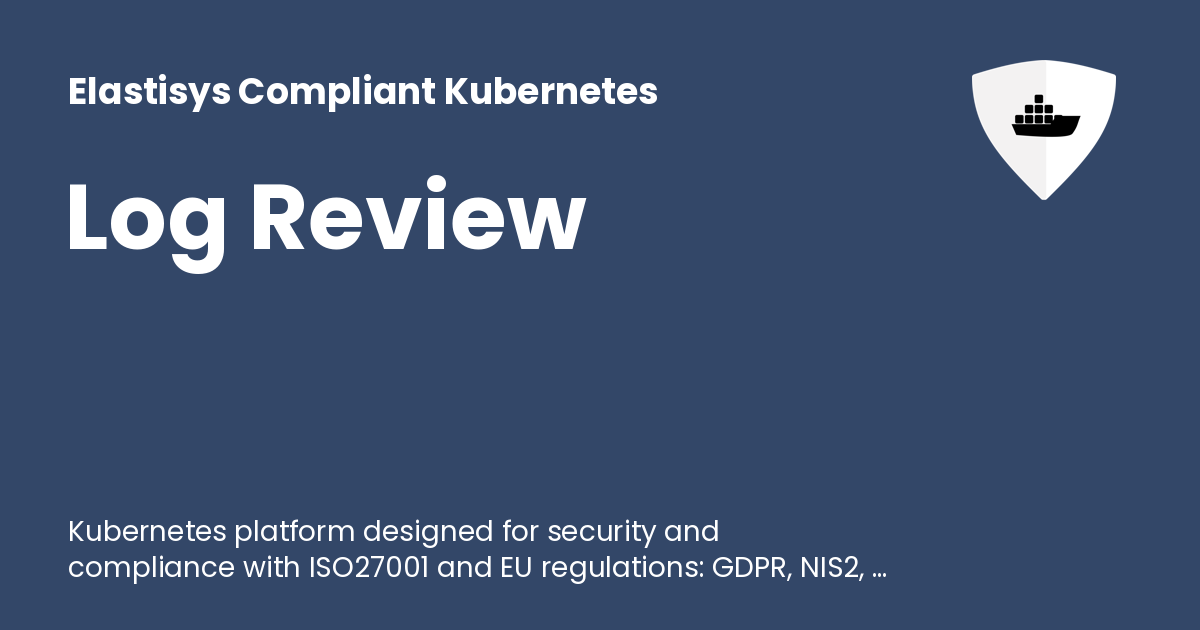 Elastisys Compliant Kubernetes
Log Review
Kubernetes platform designed for security and
compliance with ISO27001 and EU regulations: GDPR, NIS2, ...